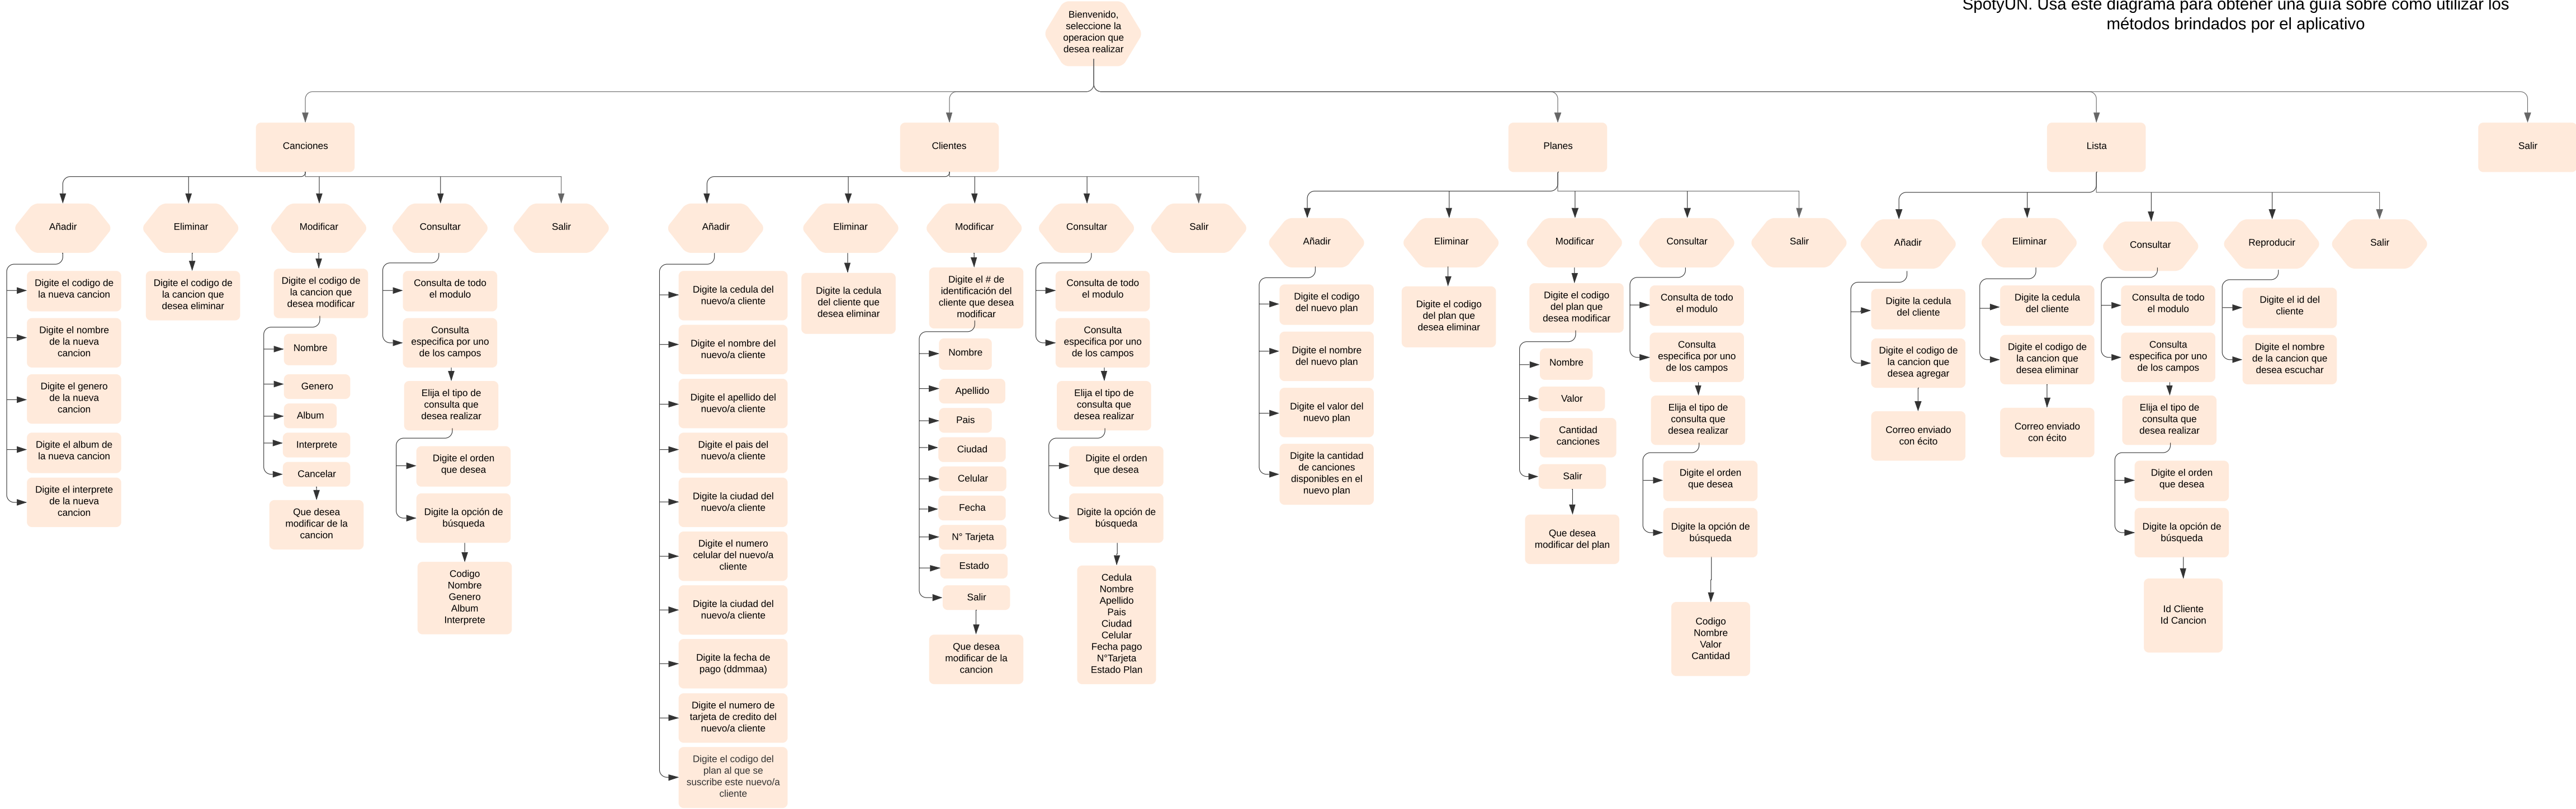 SpotyUN. Usa este diagrama para obtener una guía sobre cómo utilizar los
métodos brindados por el aplicativo
Bienvenido,
seleccione la
operacion que
desea realizar
Canciones
Clientes
Planes
Lista
Salir
Añadir
Eliminar
Modificar
Consultar
Salir
Digite el codigo de
la nueva cancion
Digite el nombre
de la nueva
cancion
Digite el genero
de la nueva
cancion
Digite el album de
la nueva cancion
Digite el interprete
de la nueva
cancion
Digite el codigo de
la cancion que
desea eliminar
Digite el codigo de
la cancion que
desea modificar
Nombre
Genero
Album
Interprete
Cancelar
Que desea
modificar de la
cancion
Consulta de todo
el modulo
Consulta
especifica por uno
de los campos
Elija el tipo de
consulta que
desea realizar
Digite el orden
que desea
Digite la opción de
búsqueda
Codigo
Nombre
Genero
Album
Interprete
Añadir
Eliminar
Modificar
Consultar
Salir
Digite la cedula del
nuevo/a cliente
Digite el nombre del
nuevo/a cliente
Digite el apellido del
nuevo/a cliente
Digite el pais del
nuevo/a cliente
Digite la ciudad del
nuevo/a cliente
Digite el numero
celular del nuevo/a
cliente
Digite la ciudad del
nuevo/a cliente
Digite la fecha de
pago (ddmmaa)
Digite el numero de
tarjeta de credito del
nuevo/a cliente
Digite el codigo del
plan al que se
suscribe este nuevo/a
cliente
Digite la cedula
del cliente que
desea eliminar
Digite el # de
identificación del
cliente que desea
modificar
Nombre
Apellido
Pais
Ciudad
Celular
Fecha
N° Tarjeta
Estado
Salir
Que desea
modificar de la
cancion
Consulta de todo
el modulo
Consulta
especifica por uno
de los campos
Elija el tipo de
consulta que
desea realizar
Digite el orden
que desea
Digite la opción de
búsqueda
Cedula
Nombre
Apellido
Pais
Ciudad
Celular
Fecha pago
N°Tarjeta
Estado Plan
Añadir
Eliminar
Modificar
Consultar
Salir
Digite el codigo
del nuevo plan
Digite el nombre
del nuevo plan
Digite el valor del
nuevo plan
Digite la cantidad
de canciones
disponibles en el
nuevo plan
Digite el codigo
del plan que
desea eliminar
Digite el codigo
del plan que
desea modificar
Nombre
Valor
Cantidad
canciones
Salir
Que desea
modificar del plan
Consulta de todo
el modulo
Consulta
especifica por uno
de los campos
Elija el tipo de
consulta que
desea realizar
Digite el orden
que desea
Digite la opción de
búsqueda
Codigo
Nombre
Valor
Cantidad
Añadir
Eliminar
Consultar
Reproducir
Salir
Digite la cedula
del cliente
Digite el codigo de
la cancion que
desea agregar
Correo enviado
con écito
Digite la cedula
del cliente
Digite el codigo de
la cancion que
desea eliminar
Correo enviado
con écito
Consulta de todo
el modulo
Consulta
especifica por uno
de los campos
Elija el tipo de
consulta que
desea realizar
Digite el orden
que desea
Digite la opción de
búsqueda
Id Cliente
Id Cancion
Digite el id del
cliente
Digite el nombre
de la cancion que
desea escuchar